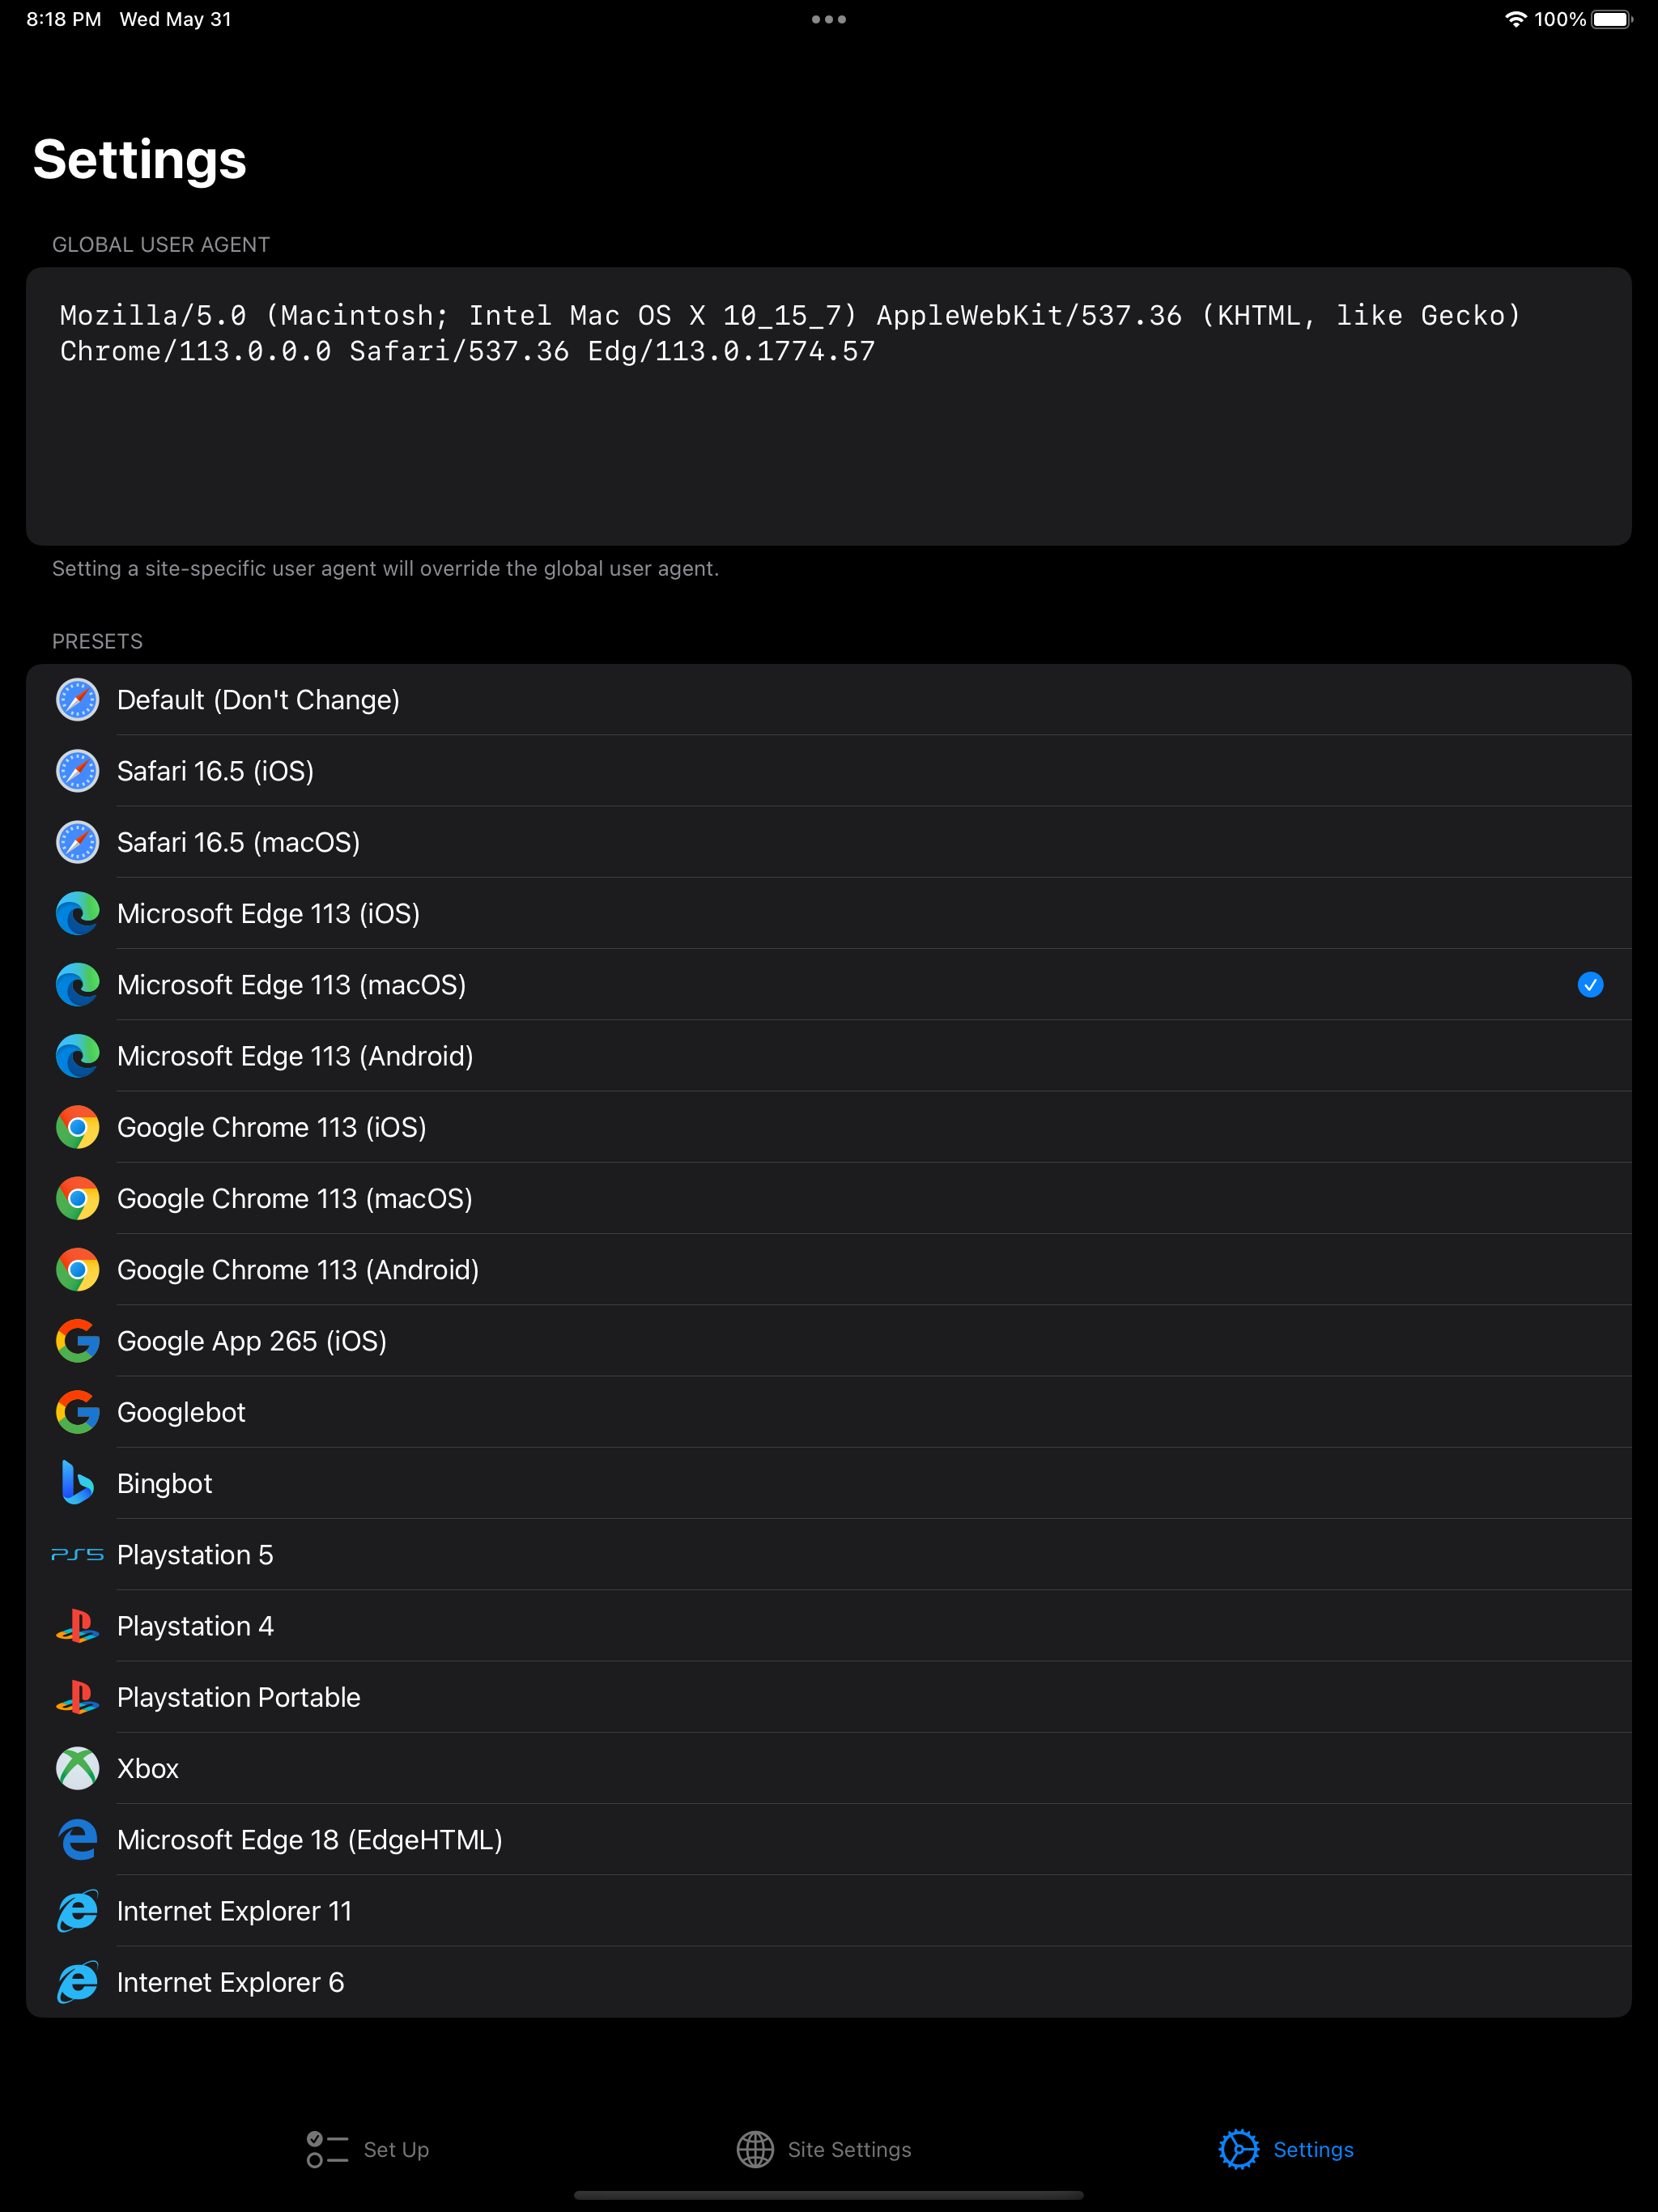 8:18 PM Wed May 31
100%
Settings
GLOBAL USER AGENT
Mozilla/5.0 (Macintosh; Intel Mac OS X 10_15_7) AppleWebKit/537.36 (KHTML, like Gecko)
Chrome/113.0.0.0 Safari/537.36 Edg/113.0.1774.57
Setting a site-specific user agent will override the global user agent.
PRESETS
Default (Don't Change)
Safari 16.5 (iOS)
Safari 16.5 (macOS)
Microsoft Edge 113 (iOS)
Microsoft Edge 113 (macOS)
Microsoft Edge 113 (Android)
Google Chrome 113 (iOS)
Google Chrome 113 (macOS)
Google Chrome 113 (Android)
Google App 265 (iOS)
Googlebot
Bingbot
PS5 Playstation 5
Playstation 4
Playstation Portable
Xbox
Microsoft Edge 18 (EdgeHTML)
Internet Explorer 11
Internet Explorer 6
Set Up
Site Settings
Settings